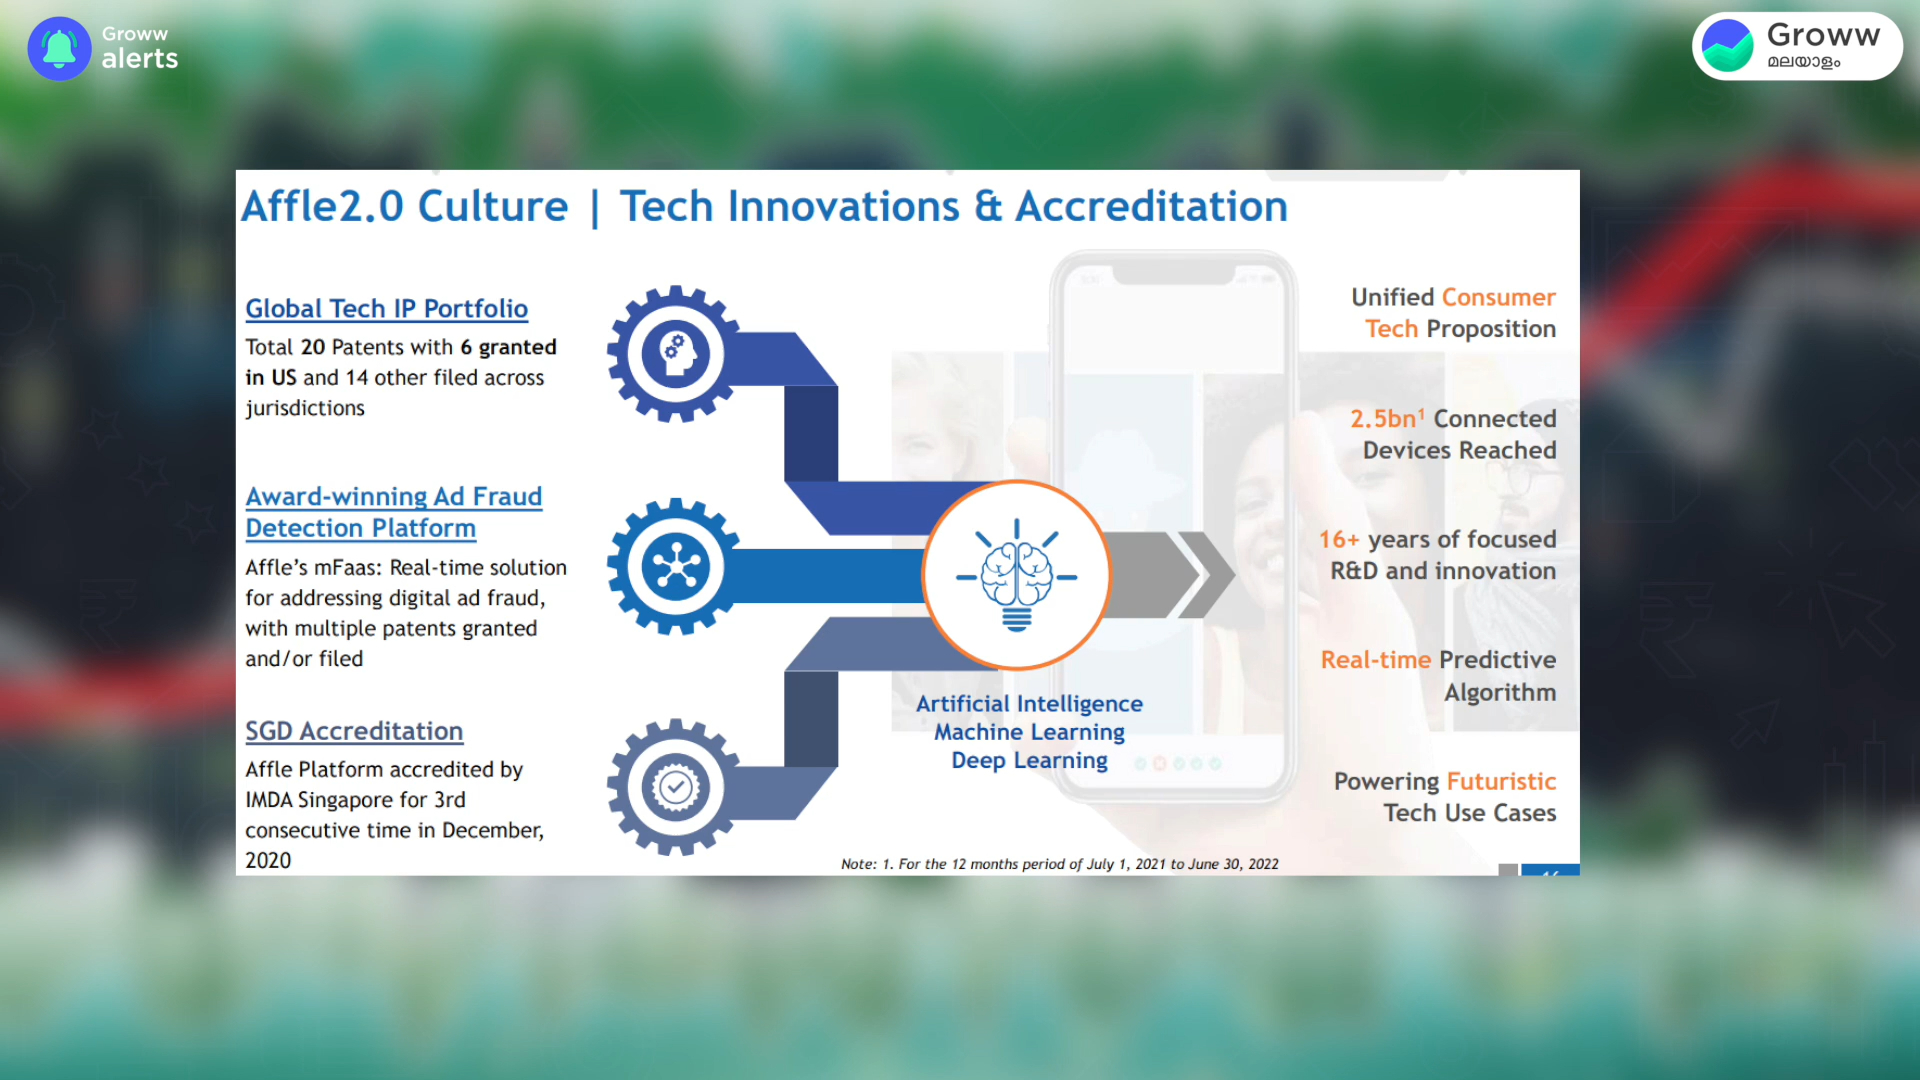 Groww
alerts
Groww
മലയാളം
Affle2.0 Culture | Tech Innovations & Accreditation
Global Tech IP Portfolio
Total 20 Patents with 6 granted
in US and 14 other filed across
jurisdictions
Award-winning Ad Fraud
Detection Platform
Affle’s mFaas: Real-time solution
for addressing digital ad fraud,
with multiple patents granted
and/or filed
SGD Accreditation
Affle Platform accredited by
IMDA Singapore for 3rd
consecutive time in December,
2020
Artificial Intelligence
Machine Learning
Deep Learning
Unified Consumer
Tech Proposition
2.5bn¹ Connected
Devices Reached
16+ years of focused
R&D and innovation
Real-time Predictive
Algorithm
Powering Futuristic
Tech Use Cases
Note: 1. For the 12 months period of July 1, 2021 to June 30, 2022